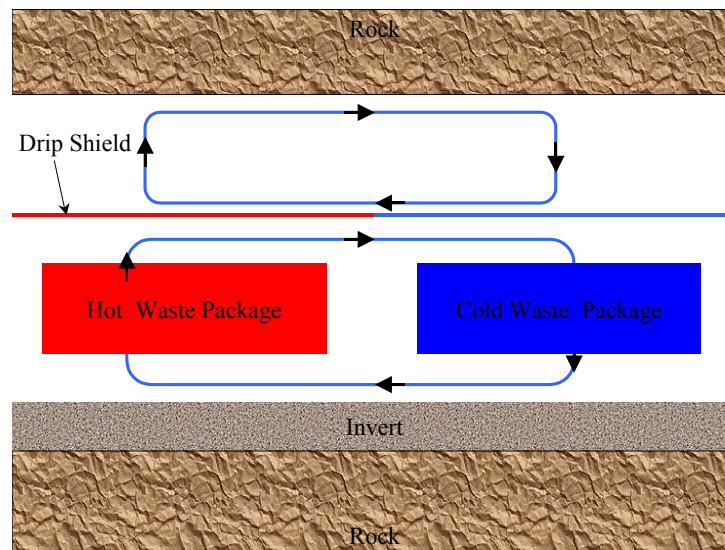 Rock
Drip Shield
Hot Waste Package
Cold Waste Package
Invert
Rock